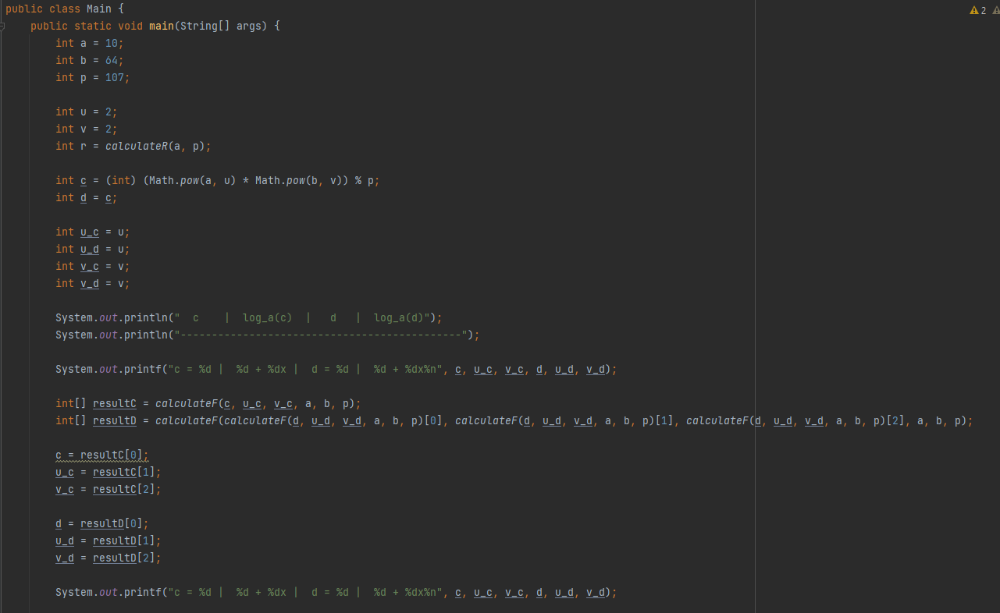 public class Main {
    public static void main(String[] args) {
        int a = 10;
        int b = 64;
        int p = 107;
        int u = 2;
        int v = 2;
        int r = calculateR(a, p);
        int c = (int) (Math.pow(a, u) * Math.pow(b, v)) % p;
        int d = c;
        int u_c = u;
        int u_d = u;
        int v_c = v;
        int v_d = v;
        System.out.println("  c    |  log_a(c)  |   d   |  log_a(d)");
        System.out.println("---------------------------------------------");
        System.out.printf("c = %d |  %d + %dx |  d = %d |  %d + %dx%n", c, u_c, v_c, d, u_d, v_d);
        int[] resultC = calculateF(c, u_c, v_c, a, b, p);
        int[] resultD = calculateF(calculateF(d, u_d, v_d, a, b, p)[0], calculateF(d, u_d, v_d, a, b, p)[1], calculateF(d, u_d, v_d, a, b, p)[2], a, b, p);
        c = resultC[0];
        u_c = resultC[1];
        v_c = resultC[2];
        d = resultD[0];
        u_d = resultD[1];
        v_d = resultD[2];
        System.out.printf("c = %d |  %d + %dx |  d = %d |  %d + %dx%n", c, u_c, v_c, d, u_d, v_d);
2